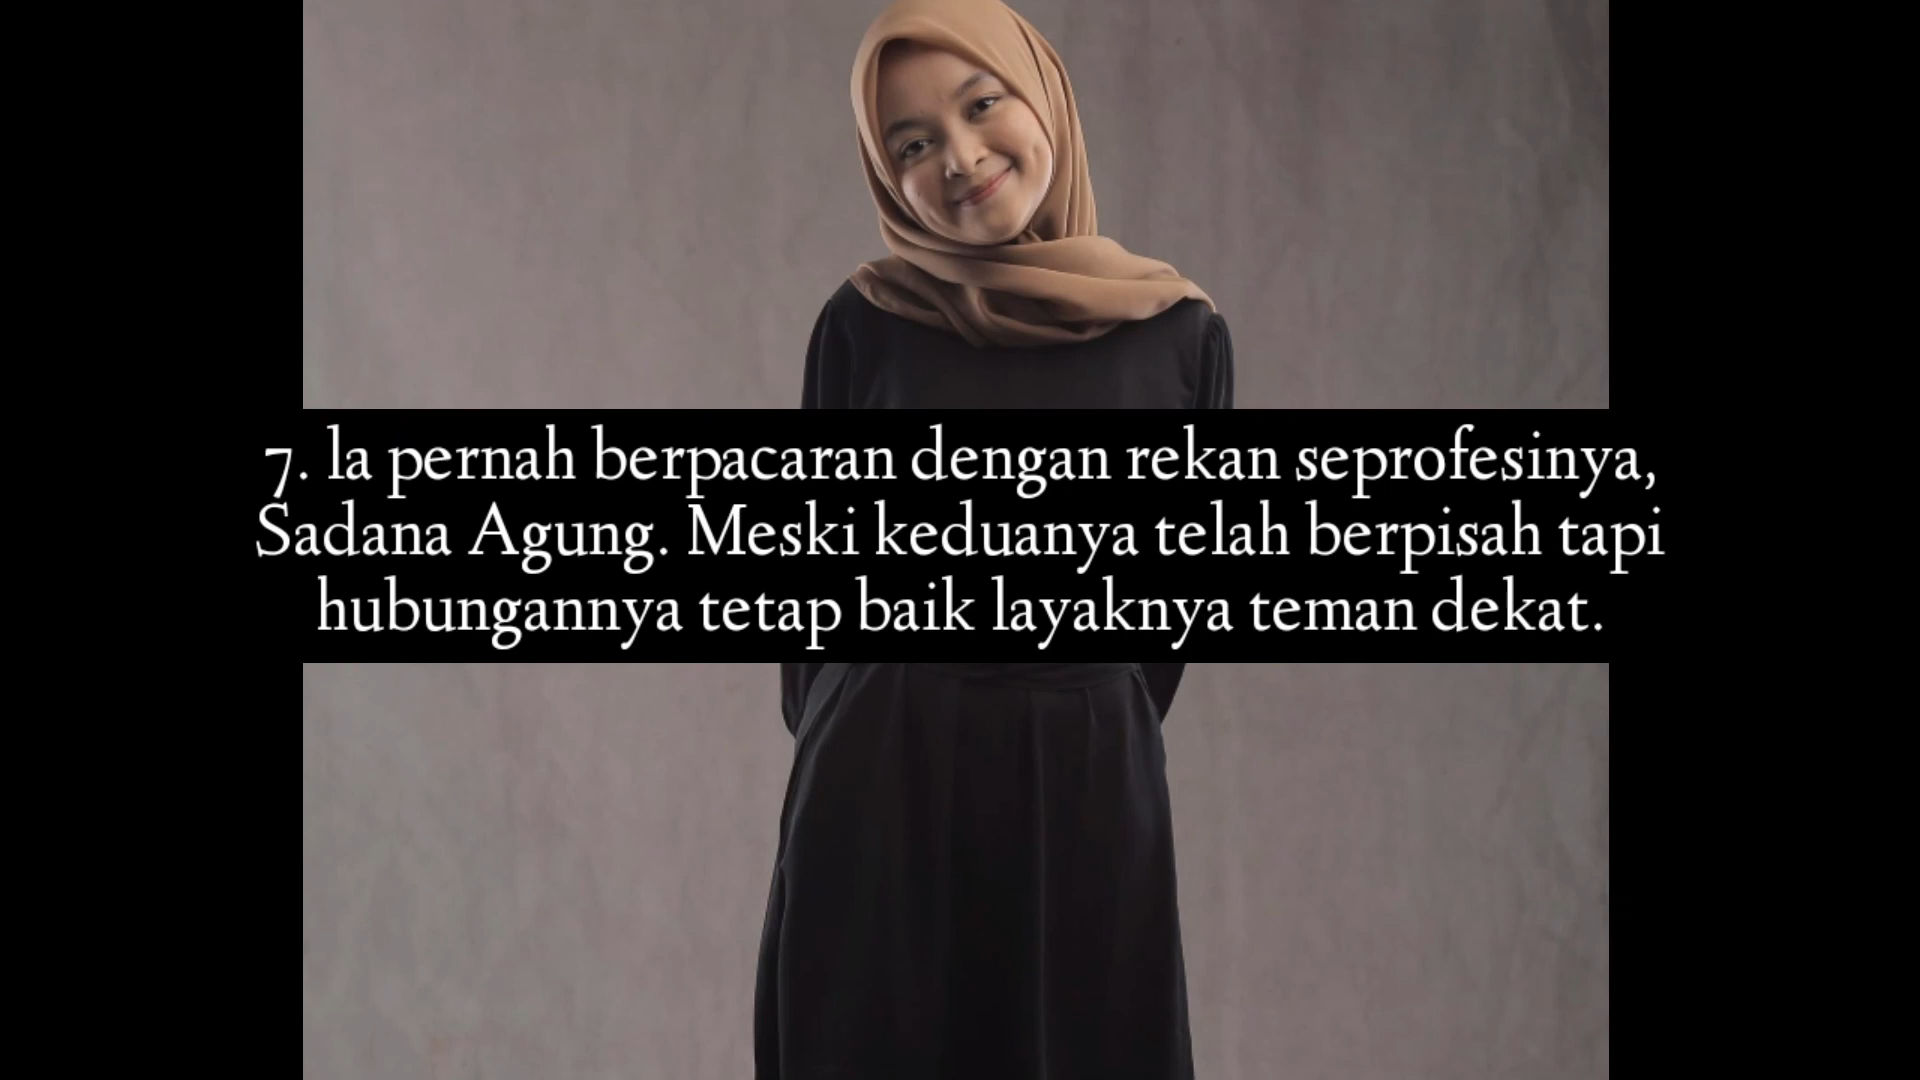 7. la pernah berpacaran dengan rekan seprofesinya,
Sadana Agung. Meski keduanya telah berpisah tapi
hubungannya tetap baik layaknya teman dekat.